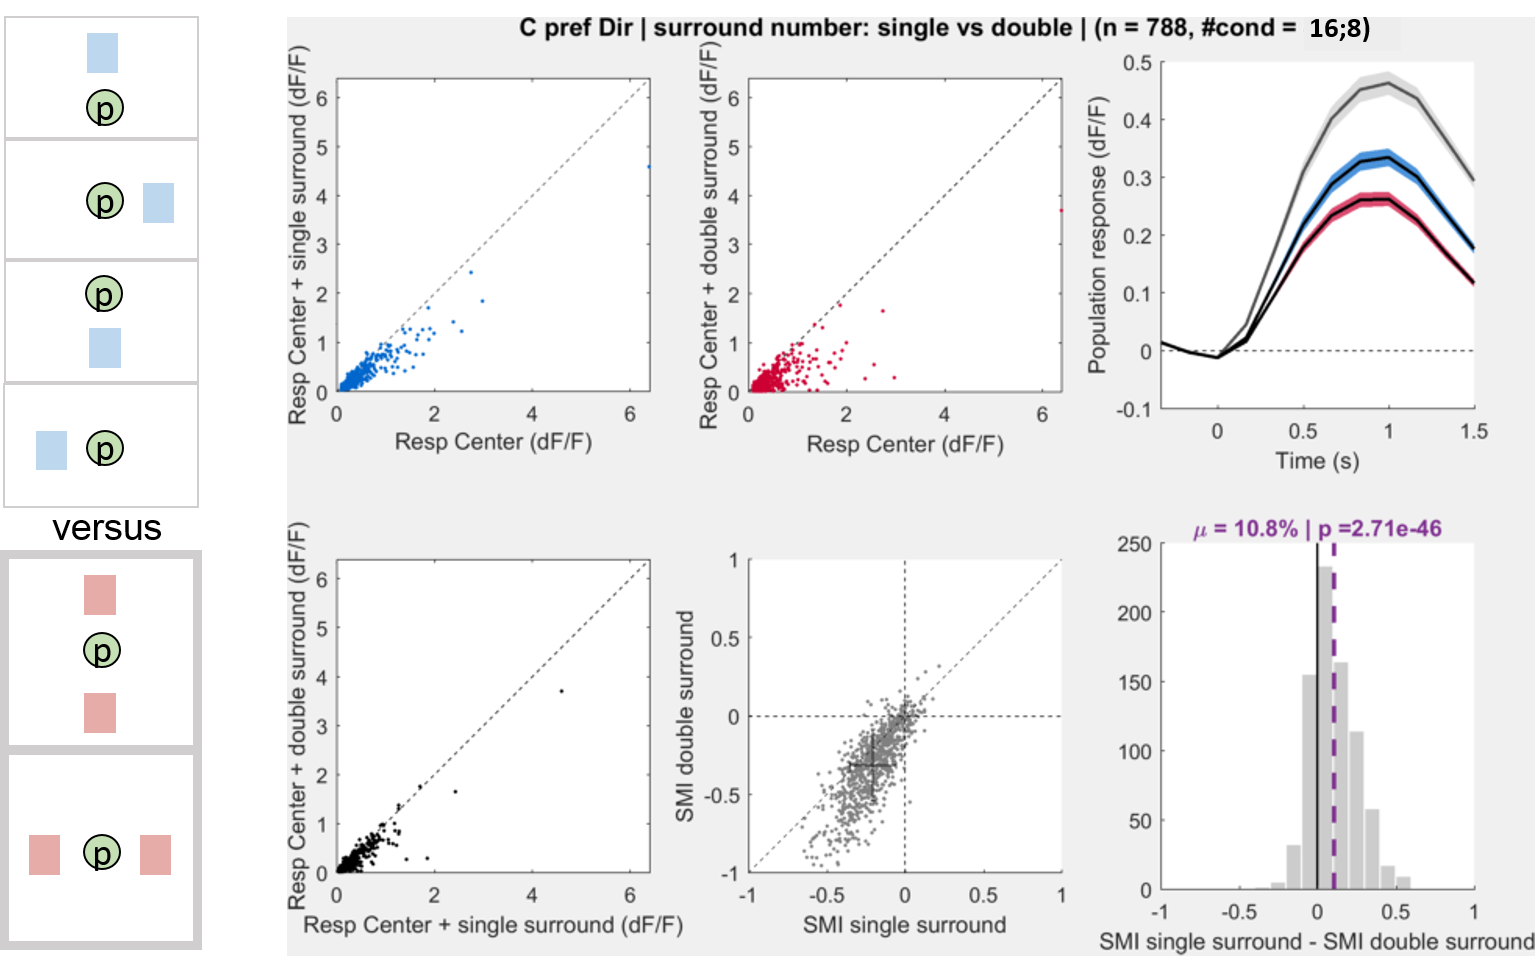 p
p
p
p
versus
p
p
C pref Dir | surround number: single vs double | (n = 788, #cond = 16;8)
Resp Center + single surround (dF/F)
6
5
4
3
2
1
0
0 2 4 6
Resp Center (dF/F)
Resp Center + double surround (dF/F)
6
5
4
3
2
1
0
0 2 4 6
Resp Center (dF/F)
Population response (dF/F)
0.5
0.4
0.3
0.2
0.1
0
-0.1
0 0.5 1 1.5
Time (s)
Resp Center + double surround (dF/F)
6
5
4
3
2
1
0
0 2 4 6
Resp Center + single surround (dF/F)
SMI double surround
1
0.5
0
-0.5
-1
-1 -0.5 0 0.5 1
SMI single surround
μ = 10.8% | p =2.71e-46
250
200
150
100
50
0
-1 -0.5 0 0.5 1
SMI single surround - SMI double surround